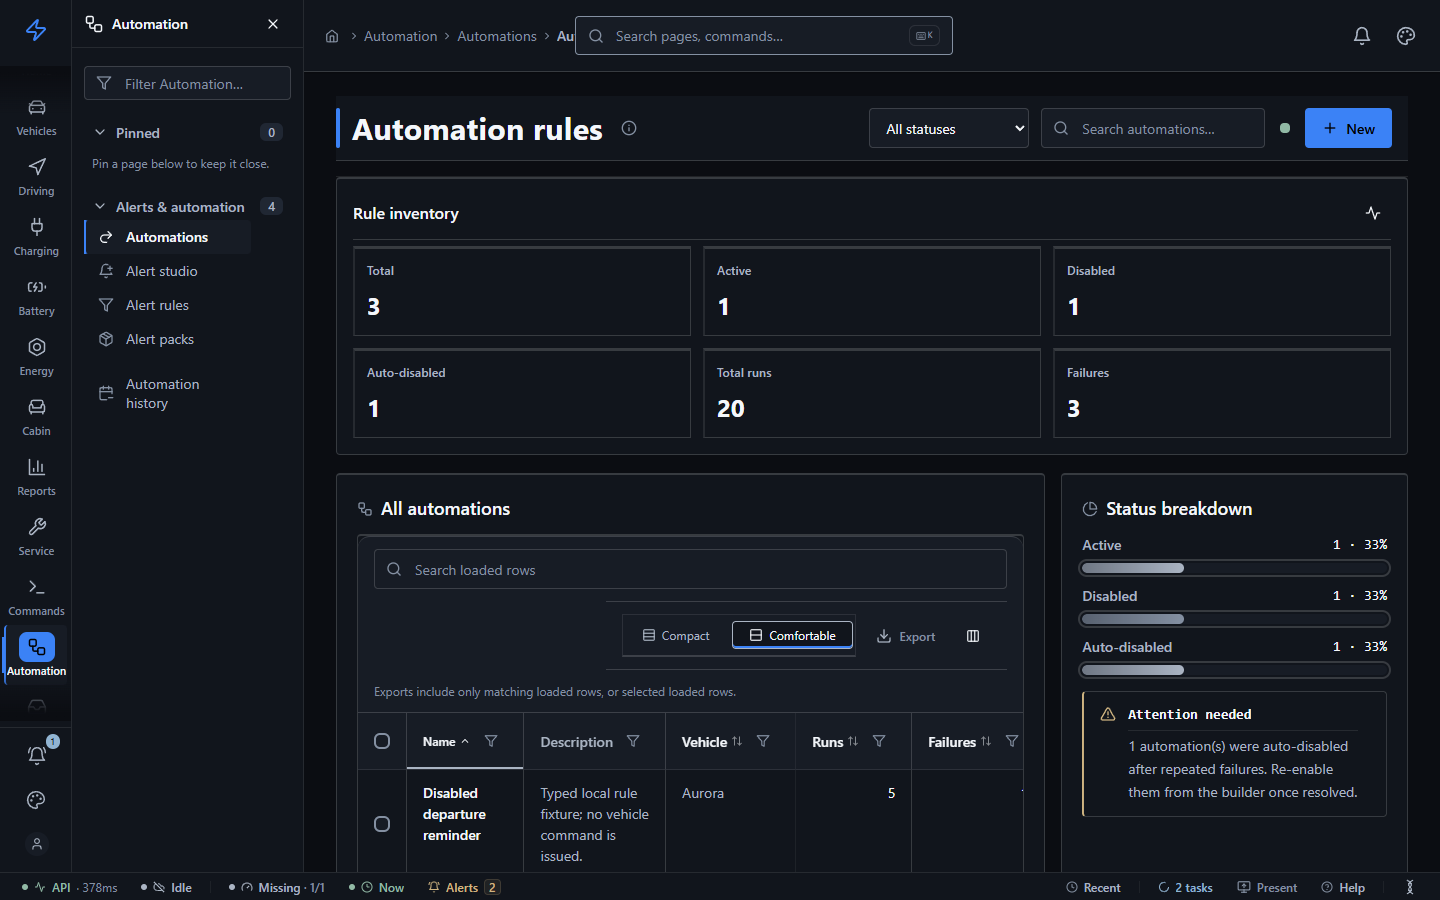 Automation
Filter Automation...
Pinned 0
Pin a page below to keep it close.
Alerts & automation 4
Automations
Alert studio
Alert rules
Alert packs
Automation
history
Vehicles
Driving
Charging
Battery
Energy
Cabin
Reports
Service
Commands
Automation
1
Automation
Automations
Au
Search pages, commands...
K
Automation rules
All statuses
Search automations...
New
Rule inventory
Total
3
Active
1
Disabled
1
Auto-disabled
1
Total runs
20
Failures
3
All automations
Search loaded rows
Compact
Comfortable
Export
Exports include only matching loaded rows, or selected loaded rows.
Name
Description
Vehicle
Runs
Failures
Disabled
departure
reminder
Typed local rule
fixture; no vehicle
command is
issued.
Aurora
5
Status breakdown
Active 1 · 33%
Disabled 1 · 33%
Auto-disabled 1 · 33%
Attention needed
1 automation(s) were auto-disabled
after repeated failures. Re-enable
them from the builder once resolved.
API · 378ms
Idle
Missing · 1/1
Now
Alerts 2
Recent
2 tasks
Present
Help